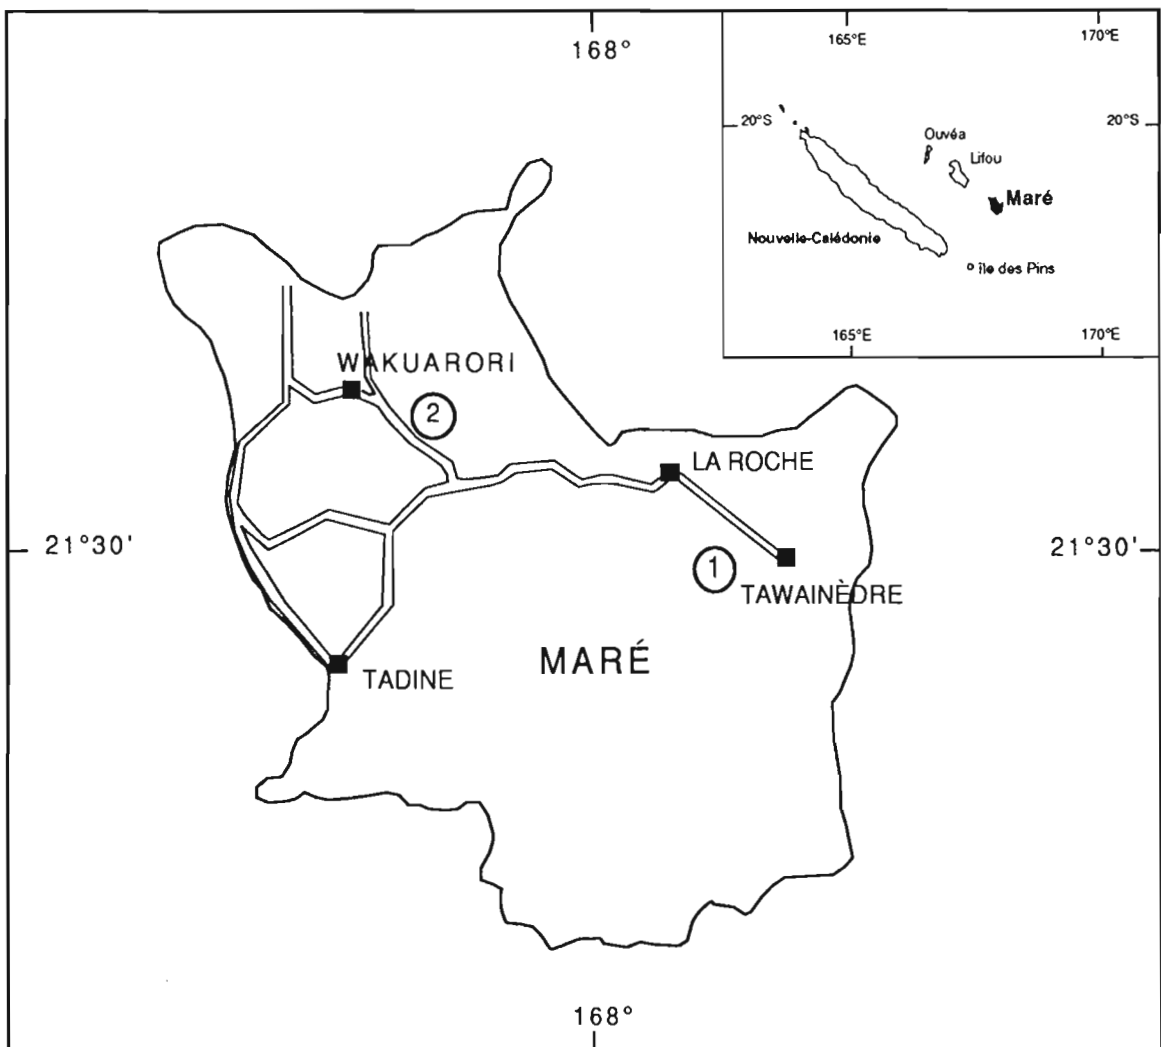 168°
165°E
170°E
20°S
20°S
Ouvéa
Lifou
Maré
Nouvelle-Calédonie
île des Pins
165°E
170°E
WAKUARORI
2
LA ROCHE
21°30'
21°30'
1
TAWAINÈDRE
MARÉ
TADINE
168°